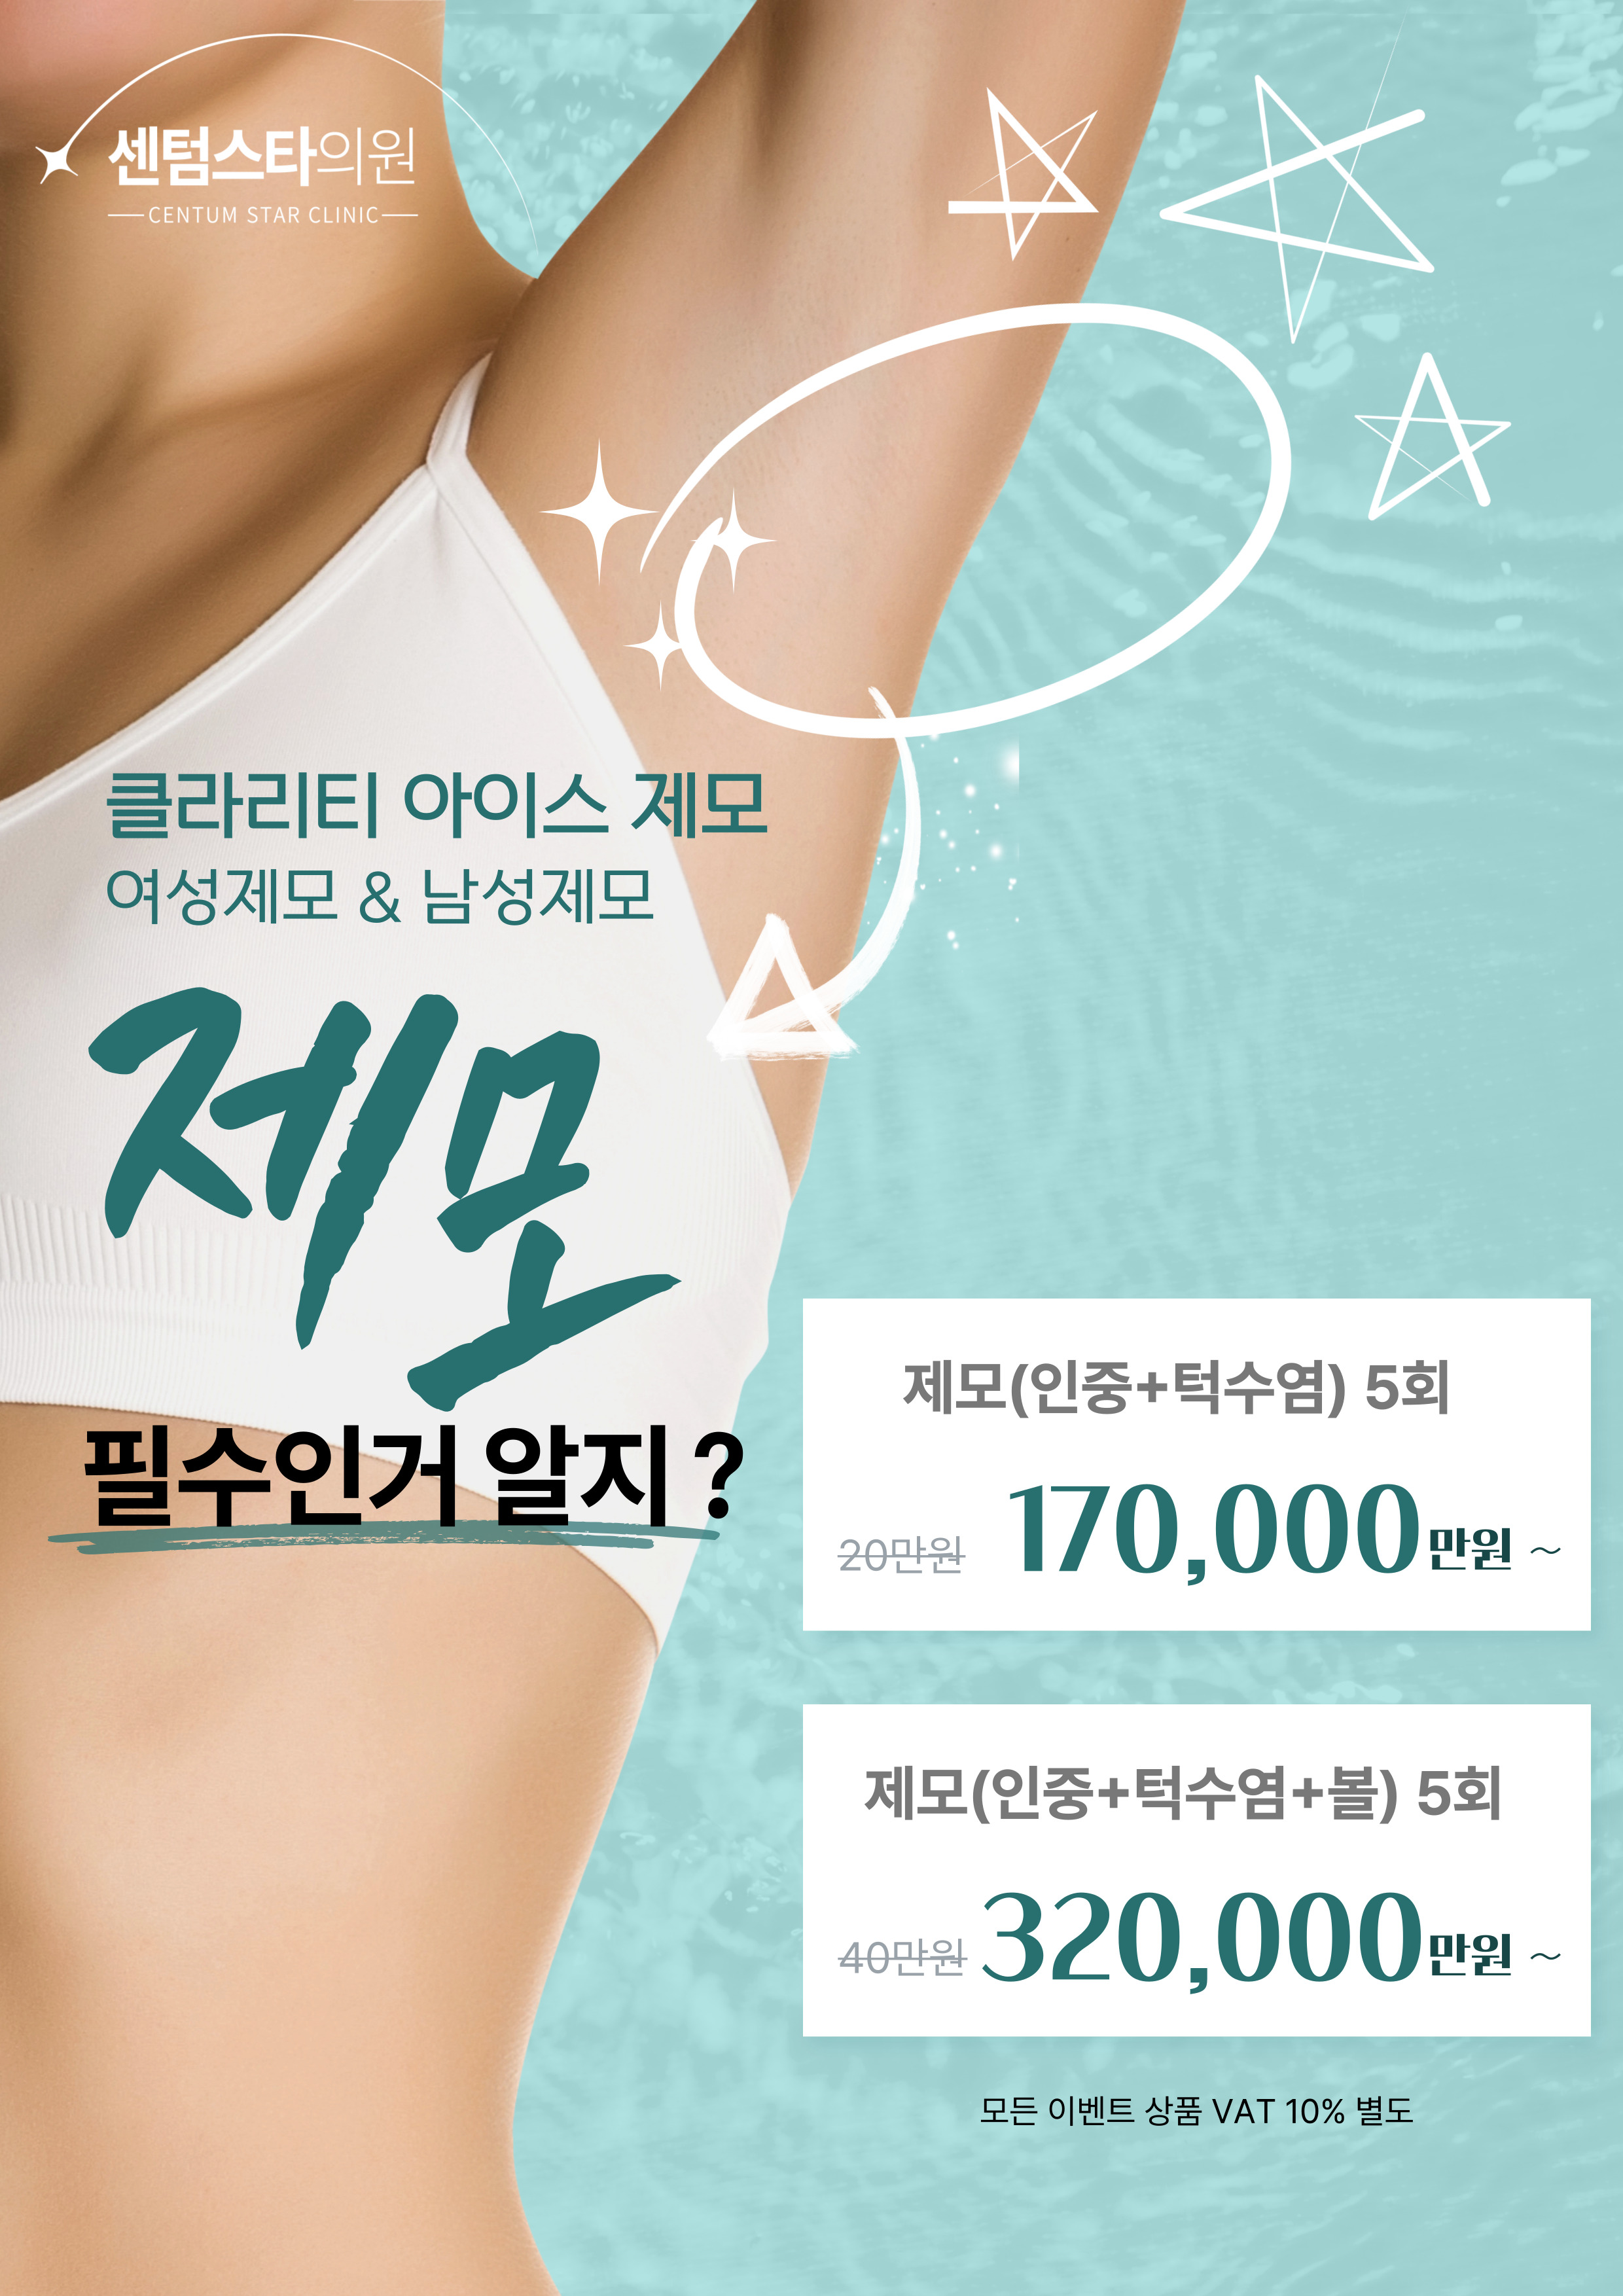 센텀스타의원
CENTUM STAR CLINIC
클라리티 아이스 제모
여성제모 & 남성제모
제모
필수인거 알지 ?
제모(인중+턱수염) 5회
20만원 170,000만원 ~
제모(인중+턱수염+볼) 5회
40만원 320,000만원 ~
모든 이벤트 상품 VAT 10% 별도